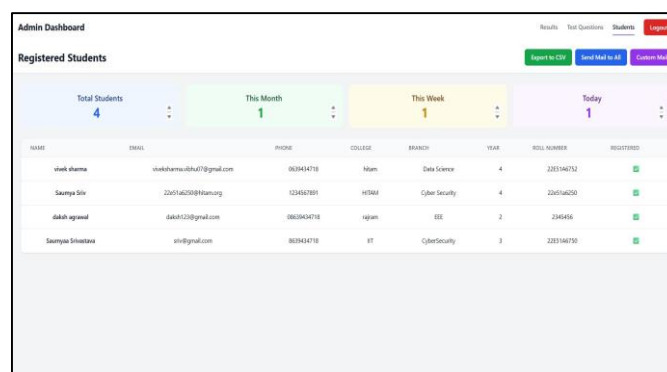 Admin Dashboard Results Test Questions Students Logout
Registered Students Export to CSV Send Mail to All Custom Mail
Total Students This Month This Week Today
4 1 1 1
NAME EMAIL PHONE COLLEGE BRANCH YEAR ROLL NUMBER REGISTERED
vivek sharma viveksharma.vibhu07@gmail.com 0639434718 hitam Data Science 4 22E51A6752
Saumya Sriv 22e51a6250@hitam.org 1234567891 HITAM Cyber Security 4 22e51a6250
daksh agrawal daksh123@gmail.com 08639434718 rajram EEE 2 2345456
Saumyaa Srivastava sriv@gmail.com 8639434718 IIT CyberSecurity 3 22E51A6750